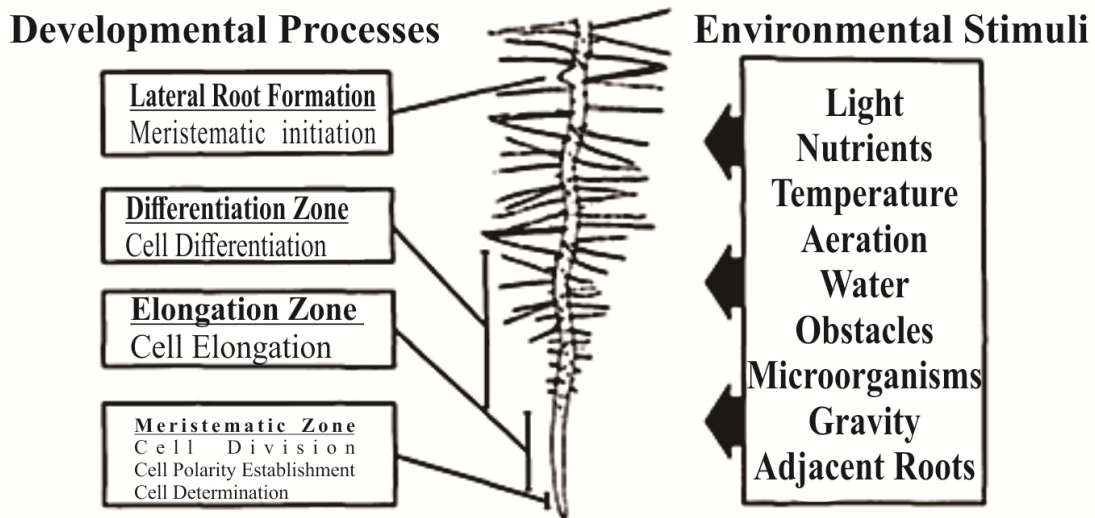 Developmental Processes
Lateral Root Formation
Meristematic initiation
Differentiation Zone
Cell Differentiation
Elongation Zone
Cell Elongation
Meristematic Zone
Cell Division
Cell Polarity Establishment
Cell Determination
Environmental Stimuli
Light
Nutrients
Temperature
Aeration
Water
Obstacles
Microorganisms
Gravity
Adjacent Roots